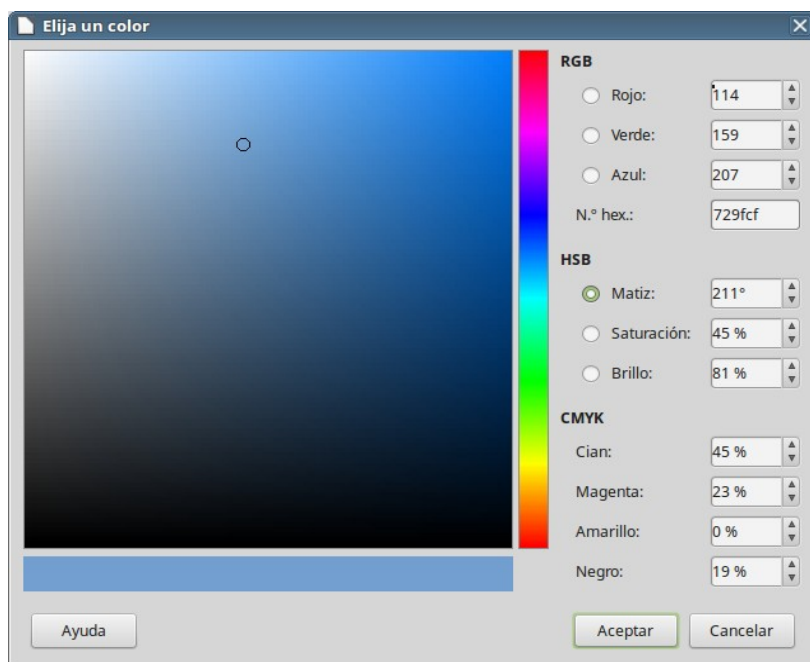 Elija un color
RGB
Rojo: 114
Verde: 159
Azul: 207
N.º hex.: 729fcf
HSB
Matiz: 211°
Saturación: 45 %
Brillo: 81 %
CMYK
Cian: 45 %
Magenta: 23 %
Amarillo: 0 %
Negro: 19 %
Ayuda Aceptar Cancelar